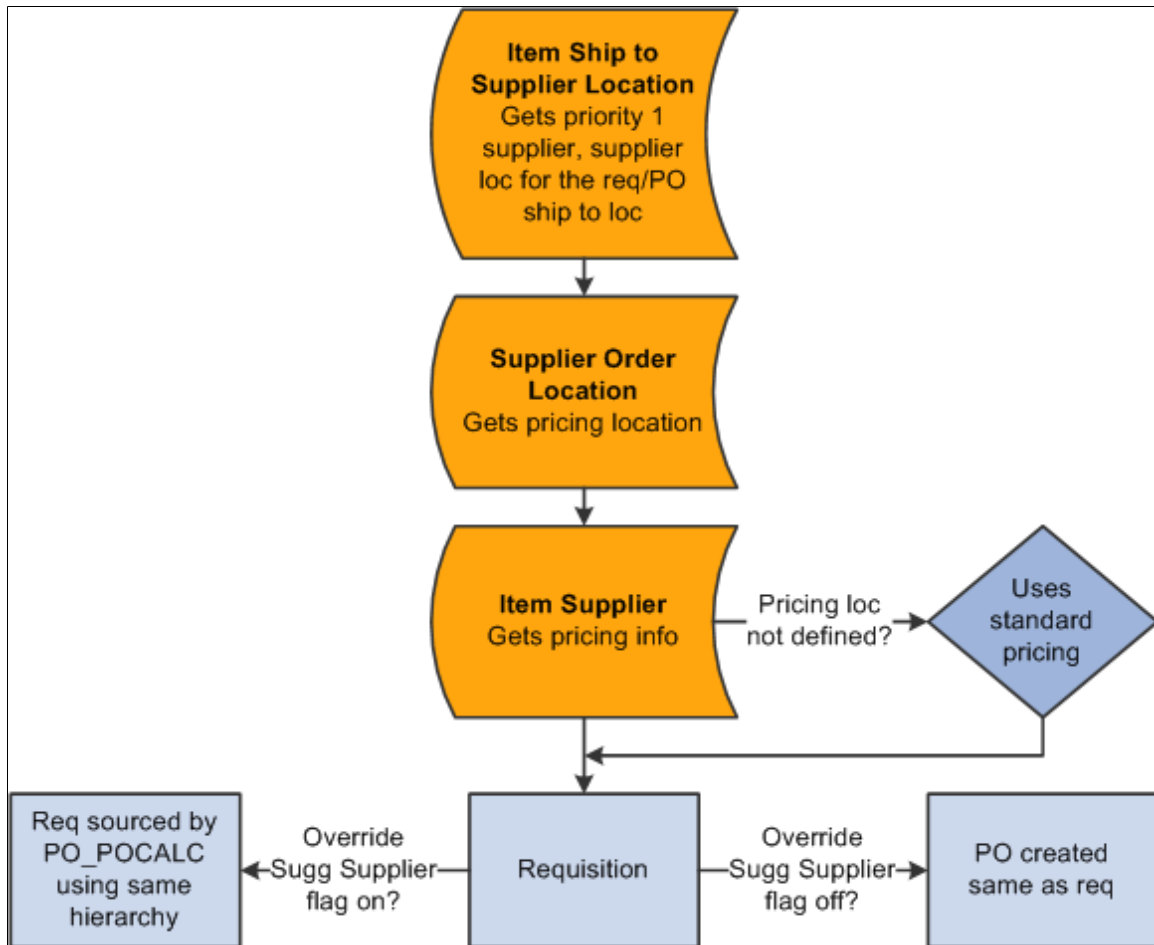 Item Ship to
Supplier Location
Gets priority 1
supplier, supplier
loc for the req/PO
ship to loc
Supplier Order
Location
Gets pricing location
Item Supplier
Gets pricing info
Pricing loc
not defined?
Uses
standard
pricing
Req sourced by
PO_POCALC
using same
hierarchy
Override
Sugg Supplier
flag on?
Requisition
Override
Sugg Supplier
flag off?
PO created
same as req